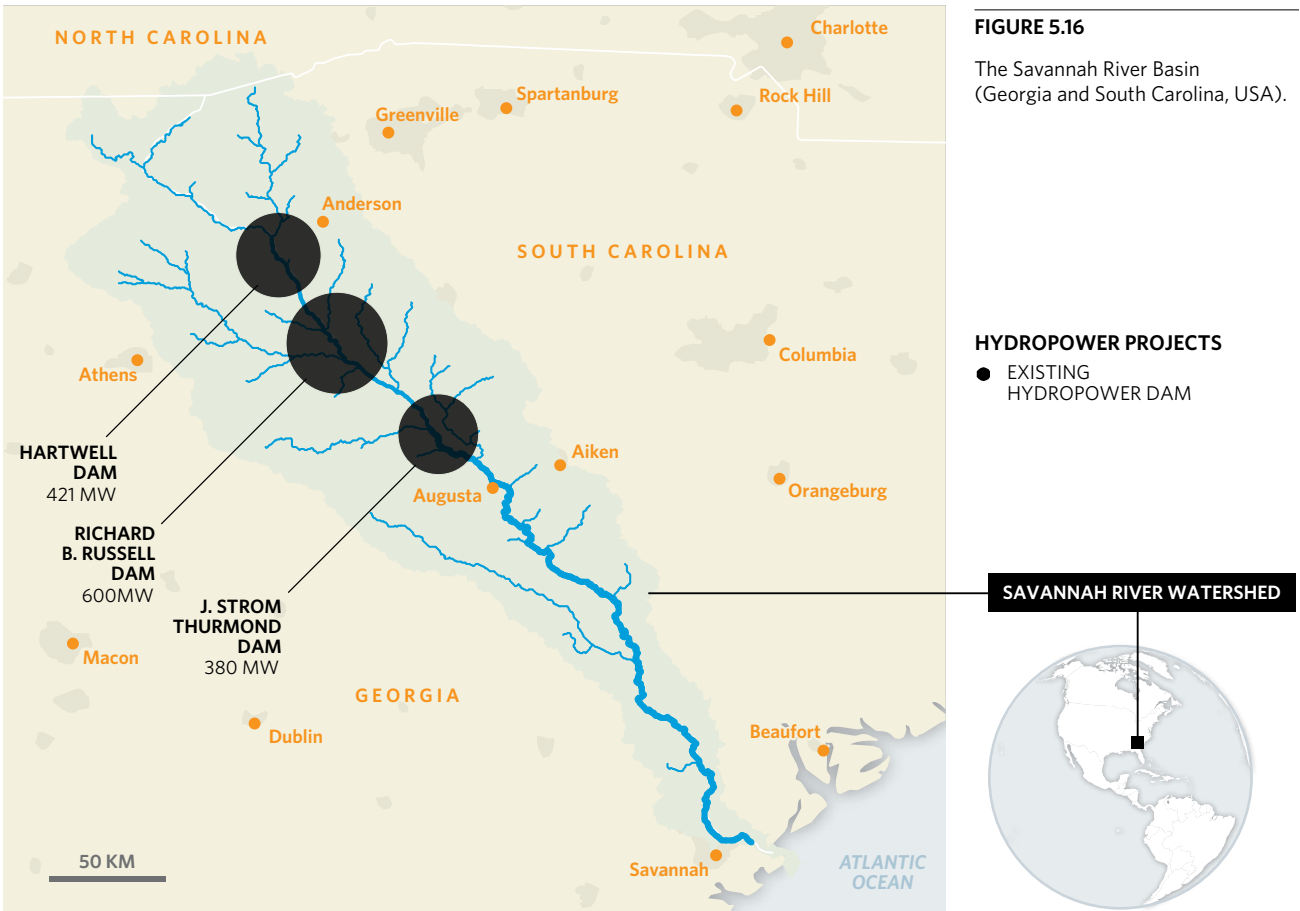 NORTH CAROLINA
Charlotte
Spartanburg
Rock Hill
Greenville
Anderson
SOUTH CAROLINA
Columbia
Athens
HARTWELL
DAM
421 MW
Aiken
Augusta
Orangeburg
RICHARD
B. RUSSELL
DAM
600MW
J. STROM
THURMOND
DAM
380 MW
Macon
GEORGIA
Dublin
Beaufort
Savannah
ATLANTIC
OCEAN
50 KM
FIGURE 5.16
The Savannah River Basin
(Georgia and South Carolina, USA).
HYDROPOWER PROJECTS
EXISTING
HYDROPOWER DAM
SAVANNAH RIVER WATERSHED